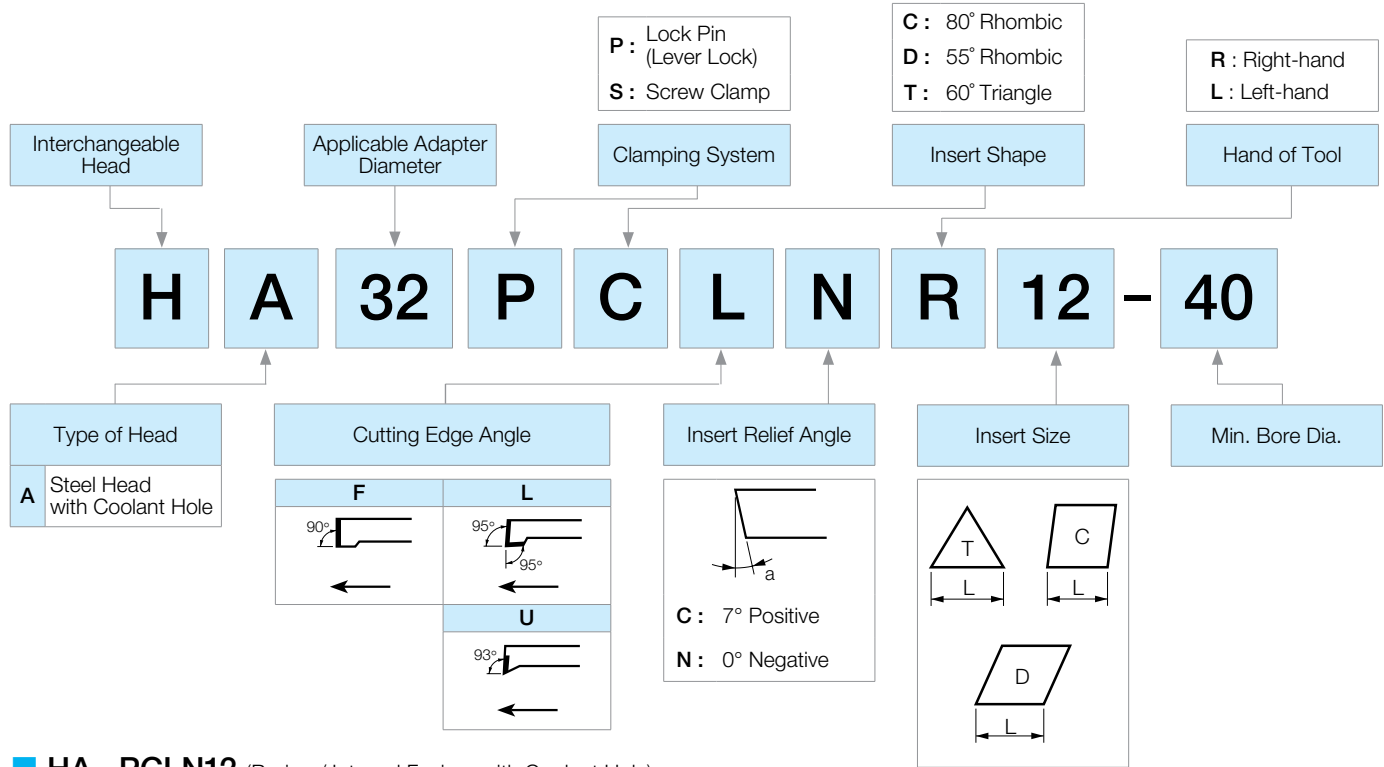 P : Lock Pin
(Lever Lock)
S : Screw Clamp
C : 80° Rhombic
D : 55° Rhombic
T : 60° Triangle
R : Right-hand
L : Left-hand
Interchangeable
Head
Applicable Adapter
Diameter
Clamping System
Insert Shape
Hand of Tool
H A 32 P C L N R 12 - 40
Type of Head
A Steel Head
with Coolant Hole
Cutting Edge Angle
F
90°
L
95°
95°
U
93°
Insert Relief Angle
a
C : 7° Positive
N : 0° Negative
Insert Size
T
L
C
L
D
L
Min. Bore Dia.